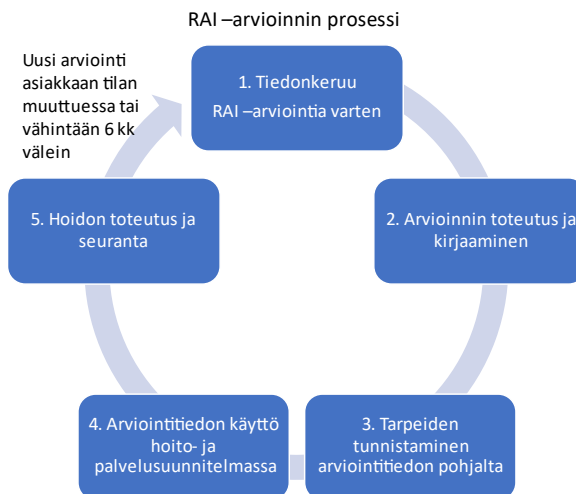 RAI –arvioinnin prosessi
Uusi arviointi
asiakkaan tilan
muuttuessa tai
vähintään 6 kk
välein
1. Tiedonkeruu
RAI –arviointia varten
2. Arvioinnin toteutus ja
kirjaaminen
3. Tarpeiden
tunnistaminen
arviointitiedon pohjalta
4. Arviointitiedon käyttö
hoito- ja
palvelusuunnitelmassa
5. Hoidon toteutus ja
seuranta